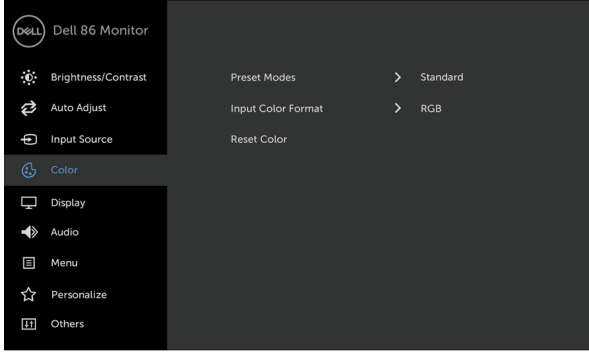 DELL Dell 86 Monitor
Brightness/Contrast
Auto Adjust
Input Source
Color
Display
Audio
Menu
Personalize
Others
Preset Modes > Standard
Input Color Format > RGB
Reset Color